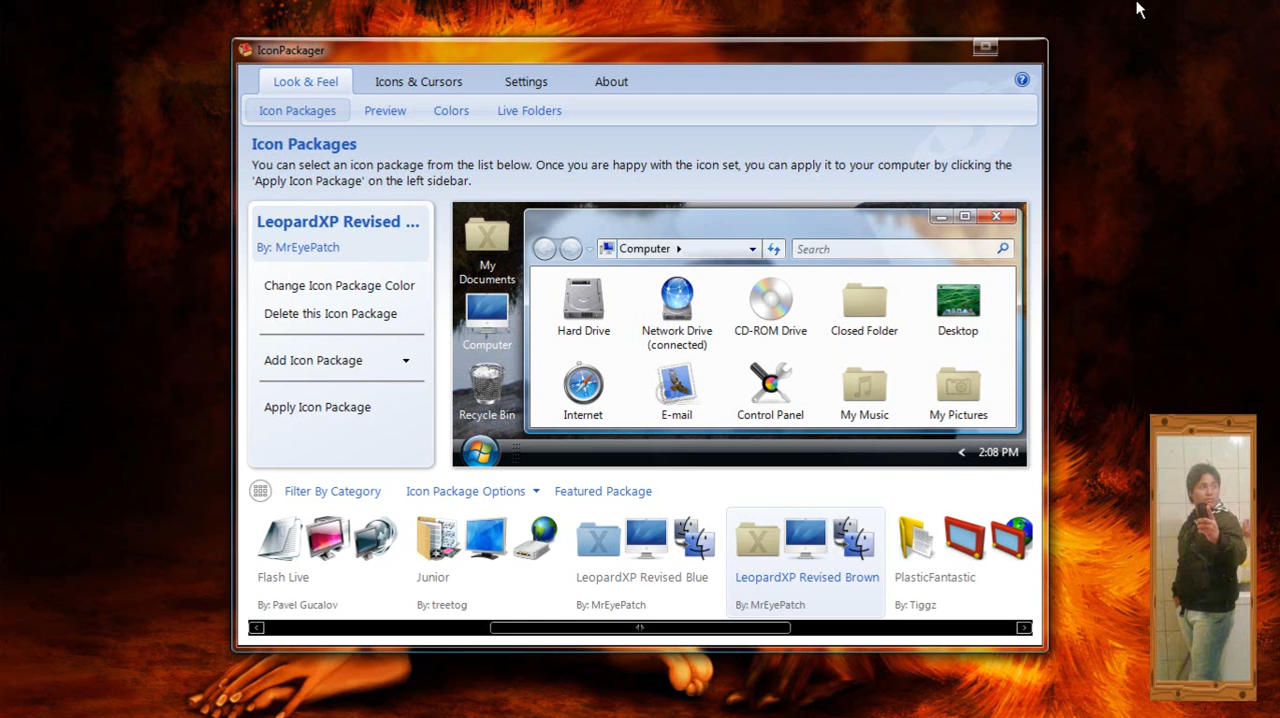 IconPackager
Look & Feel
Icons & Cursors
Settings
About
Icon Packages
Preview
Colors
Live Folders
Icon Packages
You can select an icon package from the list below. Once you are happy with the icon set, you can apply it to your computer by clicking the
'Apply Icon Package' on the left sidebar.
LeopardXP Revised ...
By: MrEyePatch
Change Icon Package Color
Delete this Icon Package
Add Icon Package
Apply Icon Package
My
Documents
Computer
Recycle Bin
Computer
Search
Hard Drive
Network Drive
(connected)
CD-ROM Drive
Closed Folder
Desktop
Internet
E-mail
Control Panel
My Music
My Pictures
2:08 PM
Filter By Category
Icon Package Options
Featured Package
Flash Live
By: Pavel Gucalov
Junior
By: treetog
LeopardXP Revised Blue
By: MrEyePatch
LeopardXP Revised Brown
By: MrEyePatch
PlasticFantastic
By: Tiggz